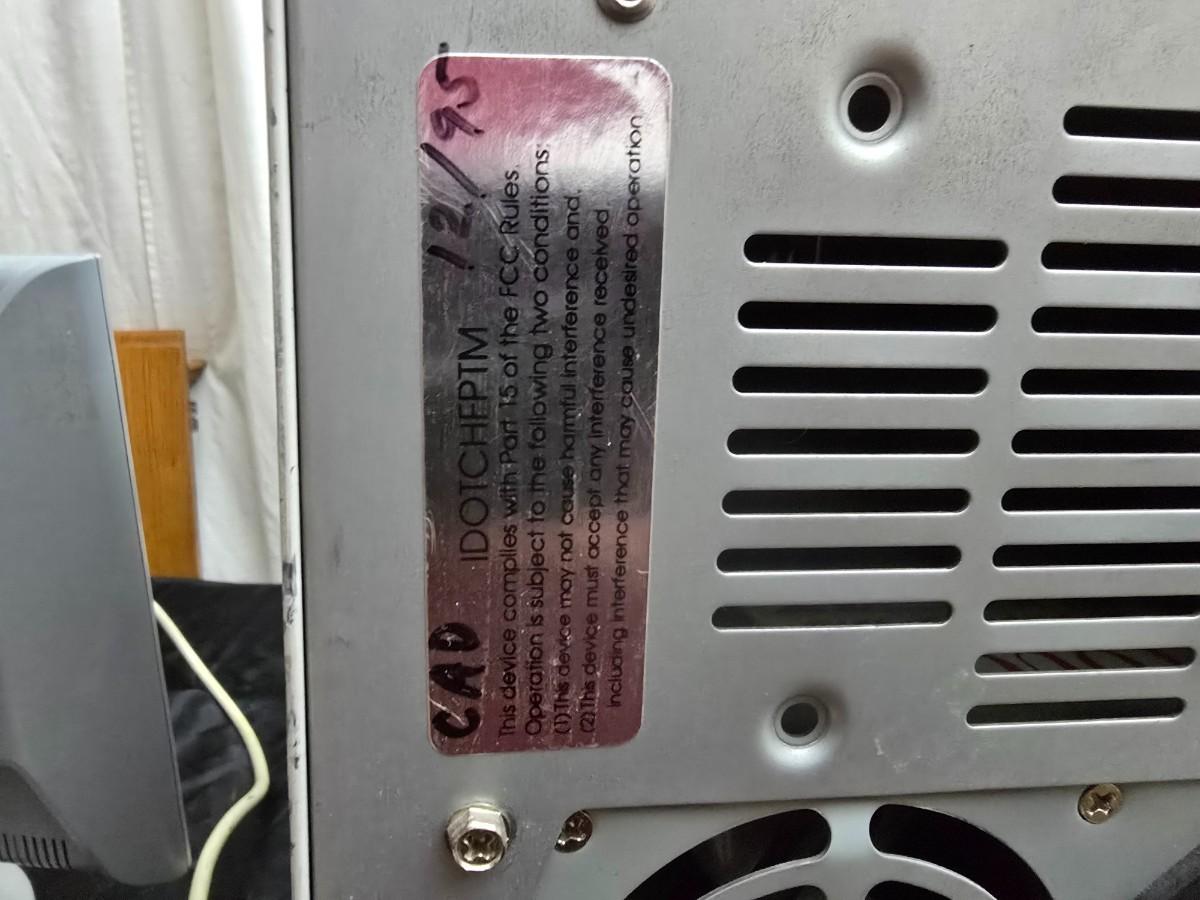 CAD IDOTCHEPTM 12/95
This device complies with Part 15 of the FCC Rules.
Operation is subject to the following two conditions:
(1) This device may not cause harmful interference and,
(2) This device must accept any interference received,
including interference that may cause undesired operation